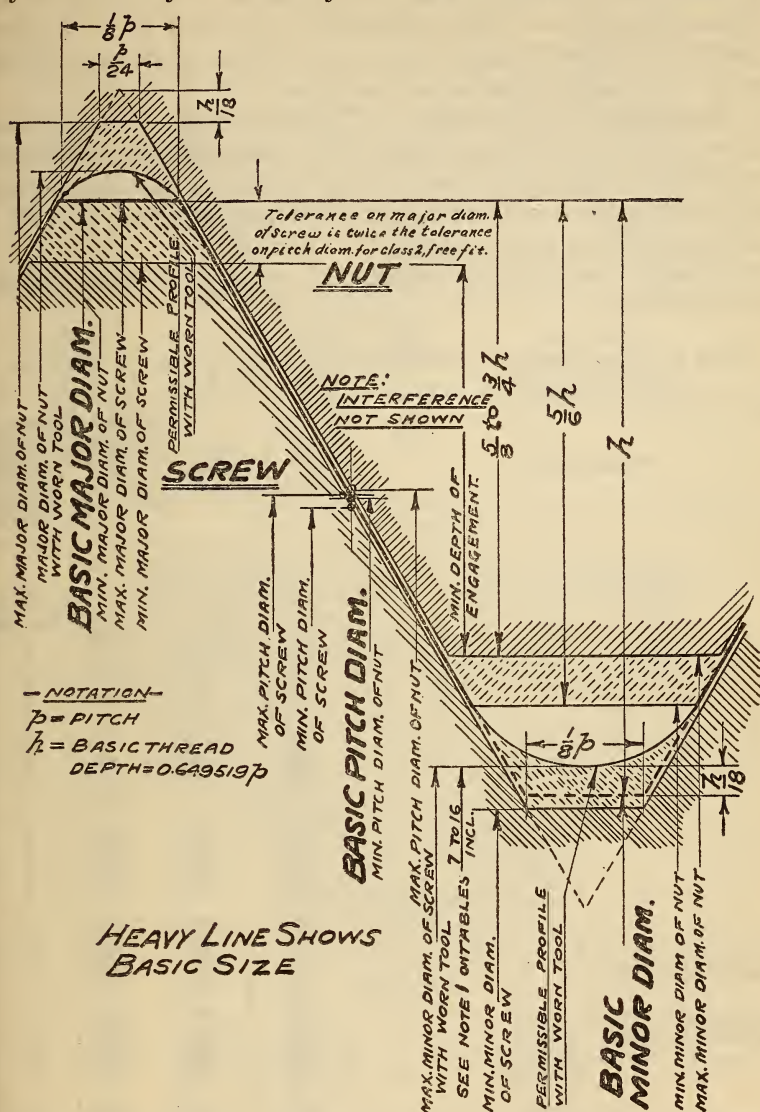 1/8 p
p/24
h/18
Tolerance on major diam.
of screw is twice the tolerance
on pitch diam. for class 2, free fit.
NUT
MAX. MAJOR DIAM. OF NUT
MAJOR DIAM. OF NUT
WITH WORN TOOL
BASIC MAJOR DIAM.
MIN. MAJOR DIAM. OF NUT
MAX. MAJOR DIAM. OF SCREW
MIN. MAJOR DIAM. OF SCREW
PERMISSIBLE PROFILE
WITH WORN TOOL
NOTE:
INTERFERENCE
NOT SHOWN
5/8 to 3/4 h
5/6 h
h
SCREW
MIN. DEPTH OF
ENGAGEMENT.
MAX. PITCH DIAM.
OF SCREW
MIN. PITCH DIAM.
OF SCREW
BASIC PITCH DIAM.
MIN. PITCH DIAM. OF NUT
MAX. PITCH DIAM. OF NUT
- NOTATION -
p = PITCH
h = BASIC THREAD
DEPTH = 0.649519p
1/8 p
h/18
HEAVY LINE SHOWS
BASIC SIZE
MAX. MINOR DIAM. OF SCREW
WITH WORN TOOL
SEE NOTE 1 ON TABLES 7 TO 16
INCL.
MIN. MINOR DIAM.
OF SCREW
PERMISSIBLE PROFILE
WITH WORN TOOL
BASIC
MINOR DIAM.
MIN. MINOR DIAM OF NUT
MAX. MINOR DIAM. OF NUT